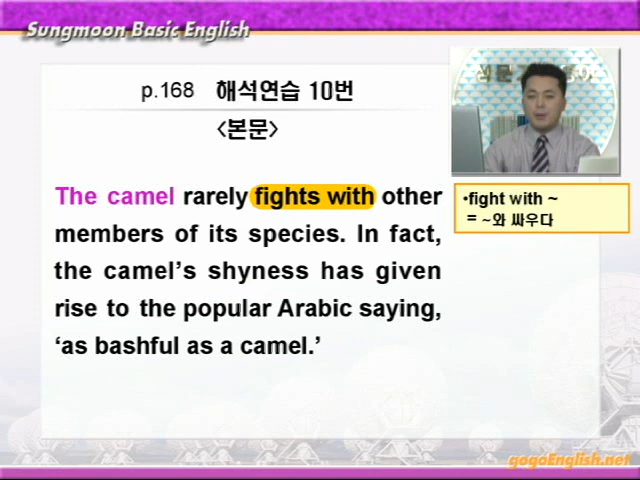 Sungmoon Basic English
p.168 해석연습 10번
<본문>
The camel rarely fights with other
members of its species. In fact,
the camel's shyness has given
rise to the popular Arabic saying,
'as bashful as a camel.'
•fight with ~
= ~와 싸우다
gogoEnglish.net